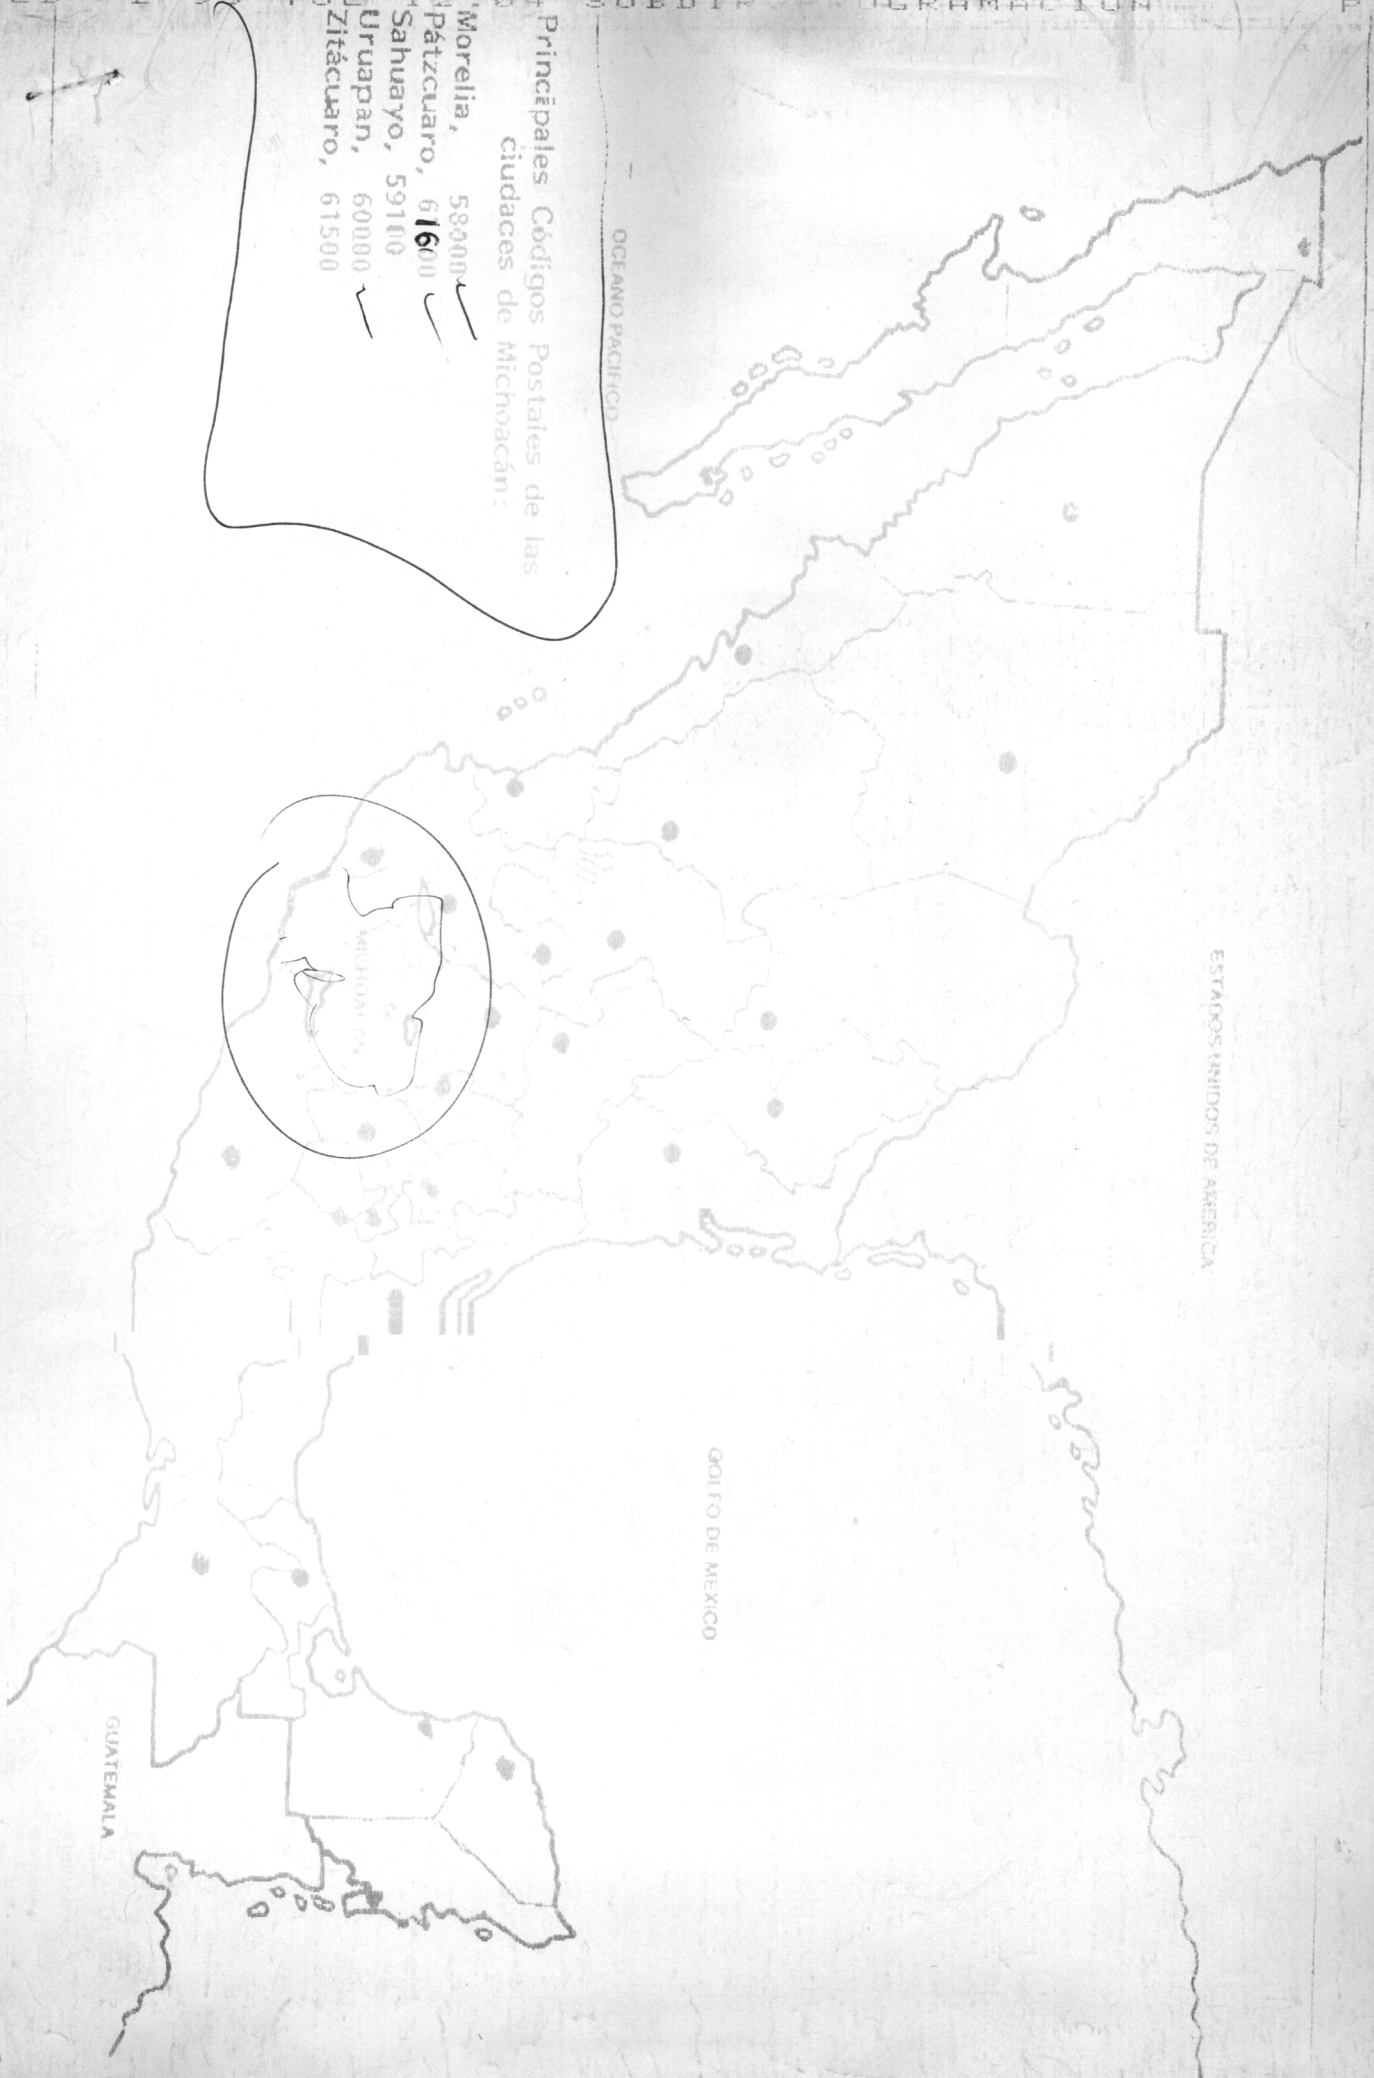 Principales Códigos Postales de las
ciudaces de Michoacán:
Morelia, 58000
Pátzcuaro, 61600
Sahuayo, 59100
Uruapan, 60000
Zitácuaro, 61500
OCEANO PACIFICO
ESTADOS UNIDOS DE AMERICA
MICHOACAN
GOLFO DE MEXICO
GUATEMALA